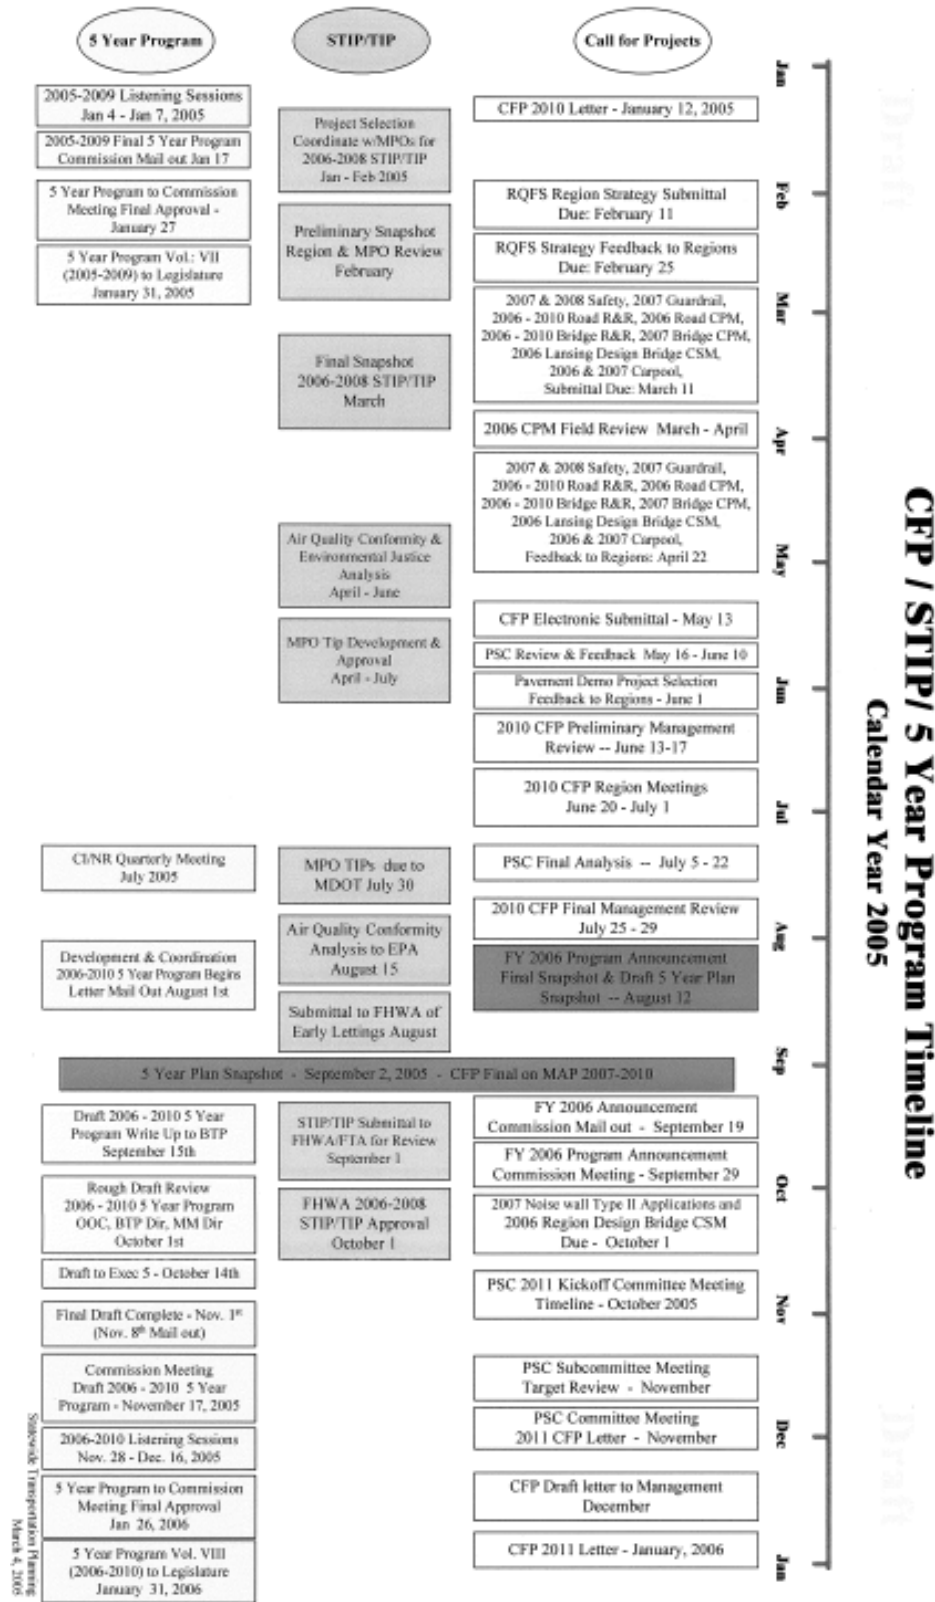 CFP / STIP/ 5 Year Program Timeline
Calendar Year 2005
5 Year Program
2005-2009 Listening Sessions
Jan 4 - Jan 7, 2005
2005-2009 Final 5 Year Program
Commission Mail out Jan 17
5 Year Program to Commission
Meeting Final Approval -
January 27
5 Year Program Vol.: VII
(2005-2009) to Legislature
January 31, 2005
CI/NR Quarterly Meeting
July 2005
Development & Coordination
2006-2010 5 Year Program Begins
Letter Mail Out August 1st
STIP/TIP
Project Selection
Coordinate w/MPOs for
2006-2008 STIP/TIP
Jan - Feb 2005
Preliminary Snapshot
Region & MPO Review
February
Final Snapshot
2006-2008 STIP/TIP
March
Air Quality Conformity &
Environmental Justice
Analysis
April - June
MPO Tip Development &
Approval
April - July
MPO TIPs due to
MDOT July 30
Air Quality Conformity
Analysis to EPA
August 15
Submittal to FHWA of
Early Lettings August
Call for Projects
CFP 2010 Letter - January 12, 2005
RQFS Region Strategy Submittal
Due: February 11
RQFS Strategy Feedback to Regions
Due: February 25
2007 & 2008 Safety, 2007 Guardrail,
2006 - 2010 Road R&R, 2006 Road CPM,
2006 - 2010 Bridge R&R, 2007 Bridge CPM,
2006 Lansing Design Bridge CSM,
2006 & 2007 Carpool,
Submittal Due: March 11
2006 CPM Field Review March - April
2007 & 2008 Safety, 2007 Guardrail,
2006 - 2010 Road R&R, 2006 Road CPM,
2006 - 2010 Bridge R&R, 2007 Bridge CPM,
2006 Lansing Design Bridge CSM,
2006 & 2007 Carpool,
Feedback to Regions: April 22
CFP Electronic Submittal - May 13
PSC Review & Feedback May 16 - June 10
Pavement Demo Project Selection
Feedback to Regions - June 1
2010 CFP Preliminary Management
Review -- June 13-17
2010 CFP Region Meetings
June 20 - July 1
PSC Final Analysis -- July 5 - 22
2010 CFP Final Management Review
July 25 - 29
FY 2006 Program Announcement
Final Snapshot & Draft 5 Year Plan
Snapshot -- August 12
5 Year Plan Snapshot - September 2, 2005 - CFP Final on MAP 2007-2010
Draft 2006 - 2010 5 Year
Program Write Up to BTP
September 15th
Rough Draft Review
2006 - 2010 5 Year Program
OOC, BTP Dir, MM Dir
October 1st
Draft to Exec 5 - October 14th
Final Draft Complete - Nov. 1st
(Nov. 8th Mail out)
Commission Meeting
Draft 2006 - 2010 5 Year
Program - November 17, 2005
2006-2010 Listening Sessions
Nov. 28 - Dec. 16, 2005
5 Year Program to Commission
Meeting Final Approval
Jan 26, 2006
5 Year Program Vol. VIII
(2006-2010) to Legislature
January 31, 2006
STIP/TIP Submitted to
FHWA/FTA for Review
September 1
FHWA 2006-2008
STIP/TIP Approval
October 1
FY 2006 Announcement
Commission Mail out - September 19
FY 2006 Program Announcement
Commission Meeting - September 29
2007 Noise wall Type II Applications and
2006 Region Design Bridge CSM
Due - October 1
PSC 2011 Kickoff Committee Meeting
Timeline - October 2005
PSC Subcommittee Meeting
Target Review - November
PSC Committee Meeting
2011 CFP Letter - November
CFP Draft letter to Management
December
CFP 2011 Letter - January, 2006
Jan
Feb
Mar
Apr
May
Jun
Jul
Aug
Sep
Oct
Nov
Dec
Jan
Draft
Draft
Statewide Transportation Planning
March 4, 2005